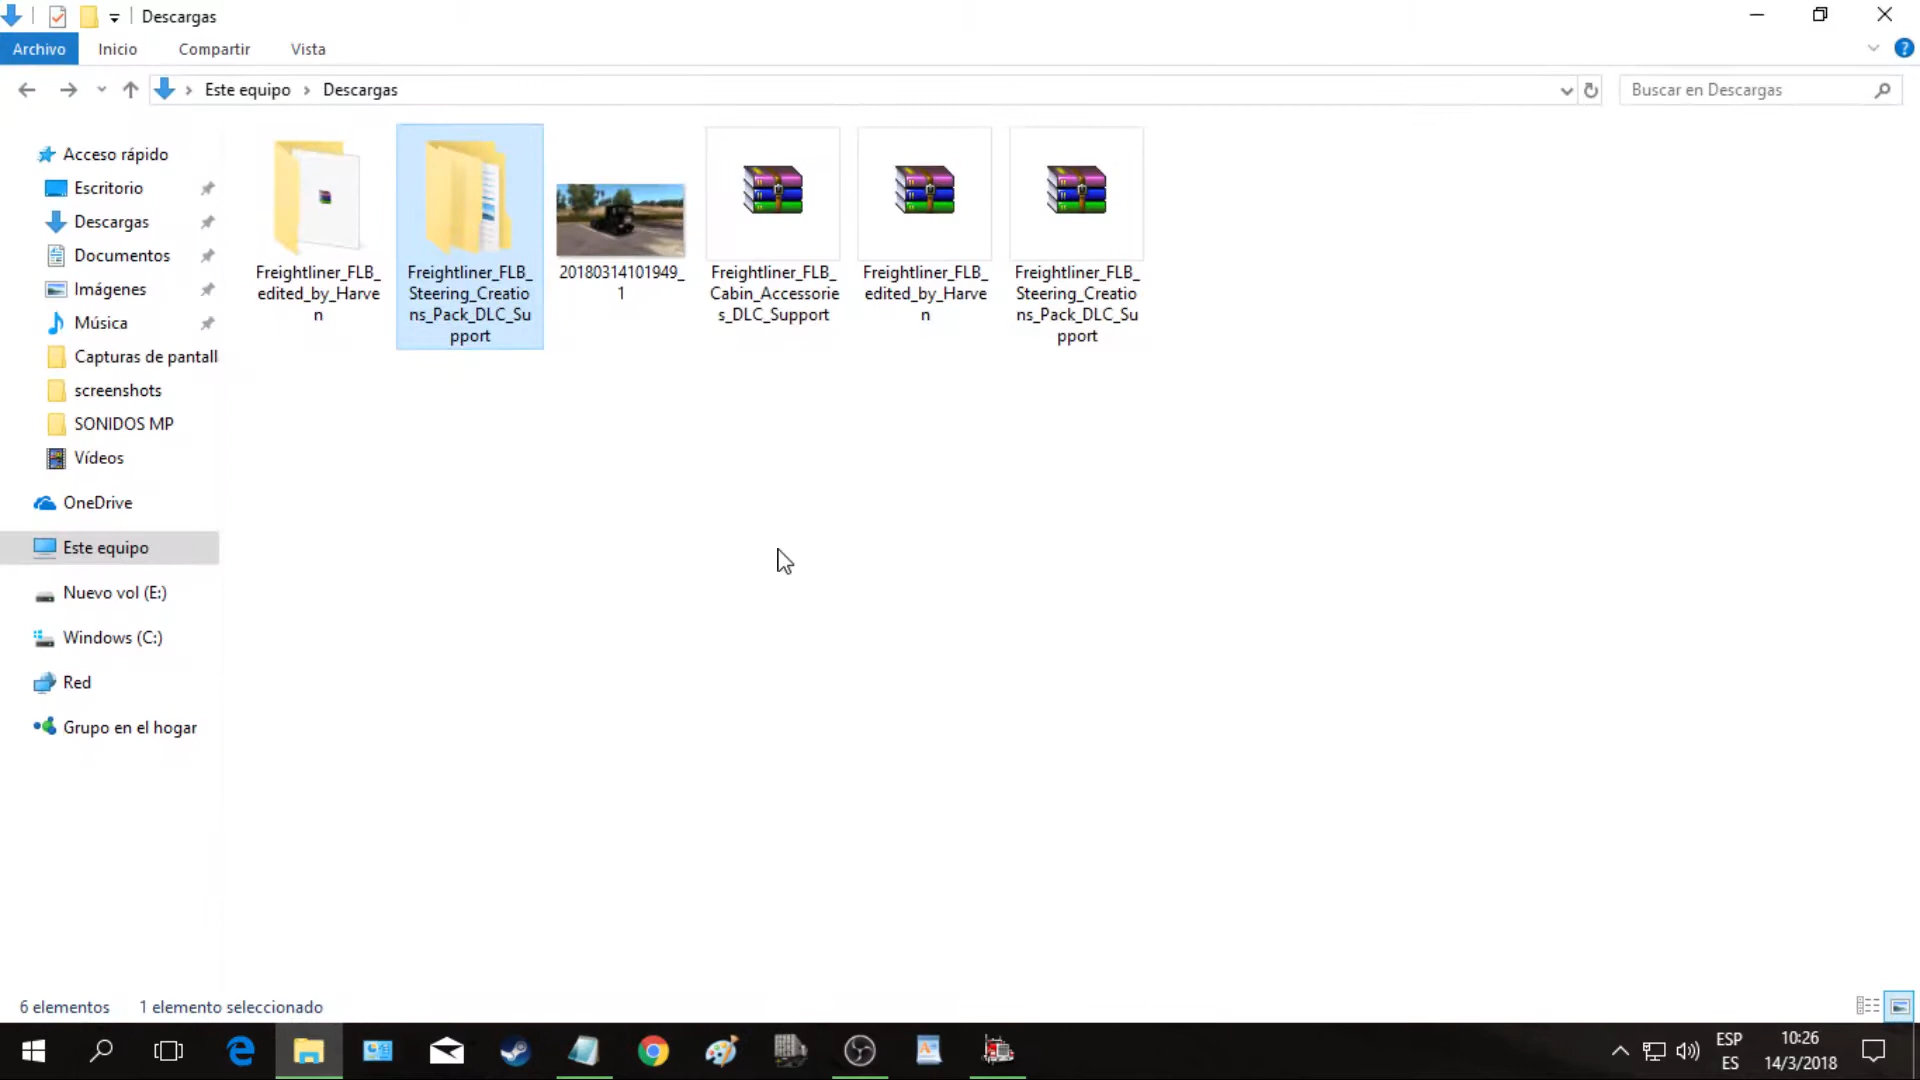 Descargas
Archivo
Inicio
Compartir
Vista
Este equipo
Descargas
Buscar en Descargas
Acceso rápido
Escritorio
Descargas
Documentos
Imágenes
Música
Capturas de pantall
screenshots
SONIDOS MP
Vídeos
OneDrive
Este equipo
Nuevo vol (E:)
Windows (C:)
Red
Grupo en el hogar
Freightliner_FLB_
edited_by_Harve
n
Freightliner_FLB_
Steering_Creatio
ns_Pack_DLC_Su
pport
20180314101949_
1
Freightliner_FLB_
Cabin_Accessorie
s_DLC_Support
Freightliner_FLB_
edited_by_Harve
n
Freightliner_FLB_
Steering_Creatio
ns_Pack_DLC_Su
pport
6 elementos
1 elemento seleccionado
ESP
ES
10:26
14/3/2018